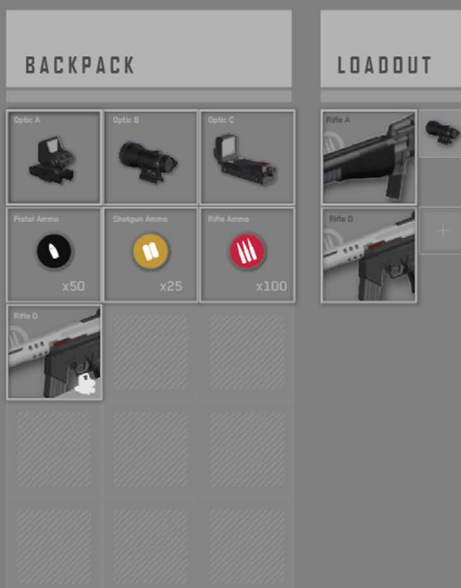 BACKPACK
LOADOUT
Optic A
Optic B
Optic C
Rifle A
Pistol Ammo
Shotgun Ammo
Rifle Ammo
Rifle D
x50
x25
x100
Rifle D